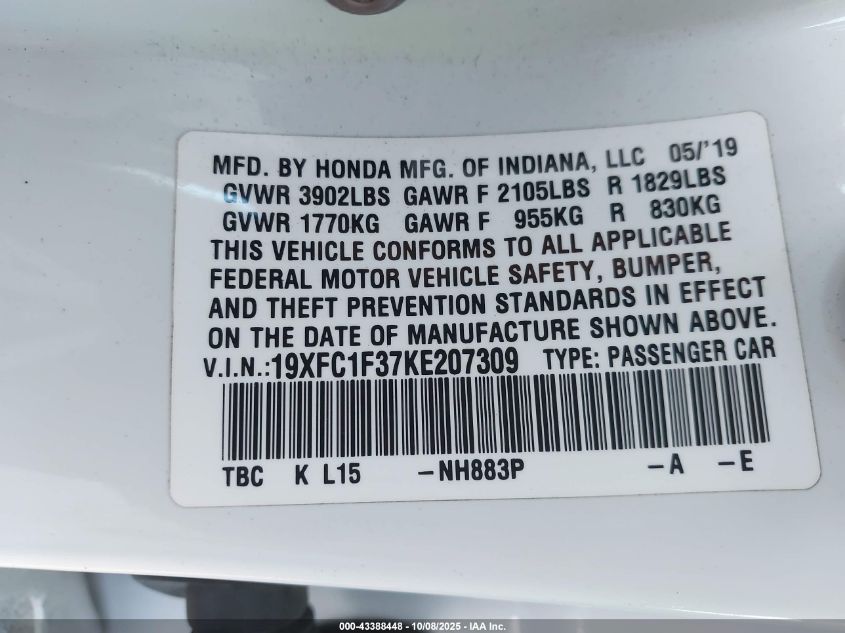 MFD. BY HONDA MFG. OF INDIANA, LLC 05/'19
GVWR 3902LBS GAWR F 2105LBS R 1829LBS
GVWR 1770KG GAWR F 955KG R 830KG
THIS VEHICLE CONFORMS TO ALL APPLICABLE
FEDERAL MOTOR VEHICLE SAFETY, BUMPER,
AND THEFT PREVENTION STANDARDS IN EFFECT
ON THE DATE OF MANUFACTURE SHOWN ABOVE.
V.I.N.:19XFC1F37KE207309 TYPE: PASSENGER CAR
TBC K L15 -NH883P -A -E
000-43388448 - 10/08/2025 - IAA Inc.